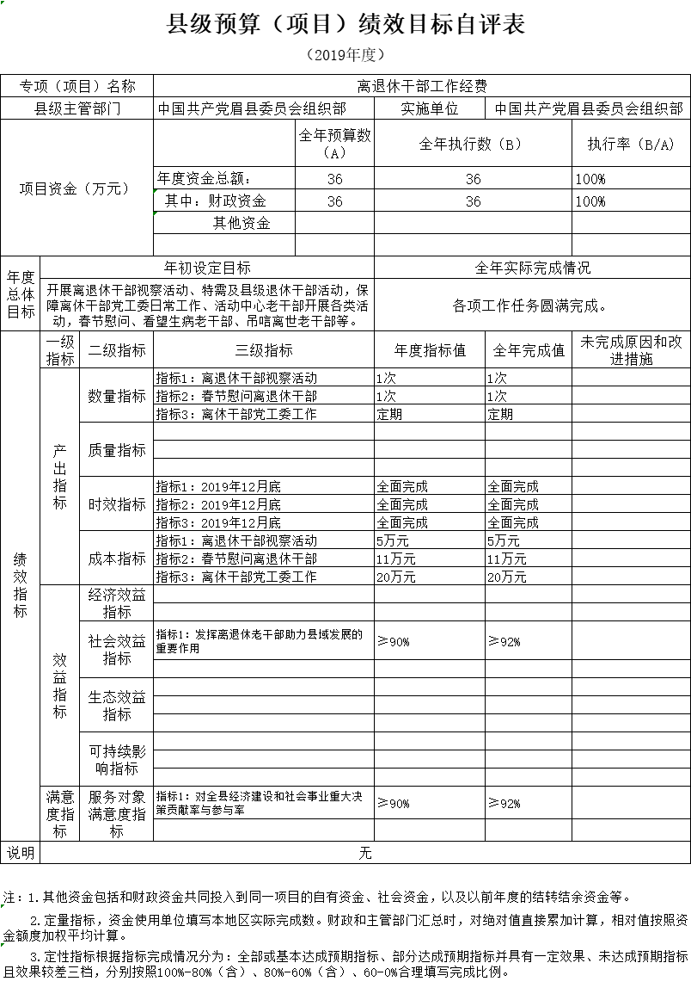 县级预算（项目）绩效目标自评表
（2019年度）
专项（项目）名称 离退休干部工作经费
县级主管部门 中国共产党眉县委员会组织部 实施单位 中国共产党眉县委员会组织部
项目资金（万元） 全年预算数（A） 全年执行数（B） 执行率（B/A）
年度资金总额： 36 36 100%
其中：财政资金 36 36 100%
其他资金
年度总体目标 年初设定目标 全年实际完成情况
开展离退休干部视察活动、特需及县级退休干部活动，保
障离休干部党工委日常工作、活动中心老干部开展各类活
动，春节慰问、看望生病老干部、吊唁离世老干部等。
各项工作任务圆满完成。
绩效指标
一级指标 二级指标 三级指标 年度指标值 全年完成值 未完成原因和改进措施
产出指标
数量指标
指标1：离退休干部视察活动 1次 1次
指标2：春节慰问离退休干部 1次 1次
指标3：离休干部党工委工作 定期 定期
质量指标
时效指标
指标1：2019年12月底 全面完成 全面完成
指标2：2019年12月底 全面完成 全面完成
指标3：2019年12月底 全面完成 全面完成
成本指标
指标1：离退休干部视察活动 5万元 5万元
指标2：春节慰问离退休干部 11万元 11万元
指标3：离休干部党工委工作 20万元 20万元
效益指标
经济效益指标
社会效益指标
指标1：发挥离退休老干部助力县域发展的
重要作用 ≥90% ≥92%
生态效益指标
可持续影响指标
满意度指标 服务对象满意度指标
指标1：对全县经济建设和社会事业重大决
策贡献率与参与率 ≥90% ≥92%
说明 无
注：1.其他资金包括和财政资金共同投入到同一项目的自有资金、社会资金，以及以前年度的结转结余资金等。
2.定量指标，资金使用单位填写本地区实际完成数。财政和主管部门汇总时，对绝对值直接累加计算，相对值按照资
金额度加权平均计算。
3.定性指标根据指标完成情况分为：全部或基本达成预期指标、部分达成预期指标并具有一定效果、未达成预期指标
且效果较差三档，分别按照100%-80%（含）、80%-60%（含）、60-0%合理填写完成比例。